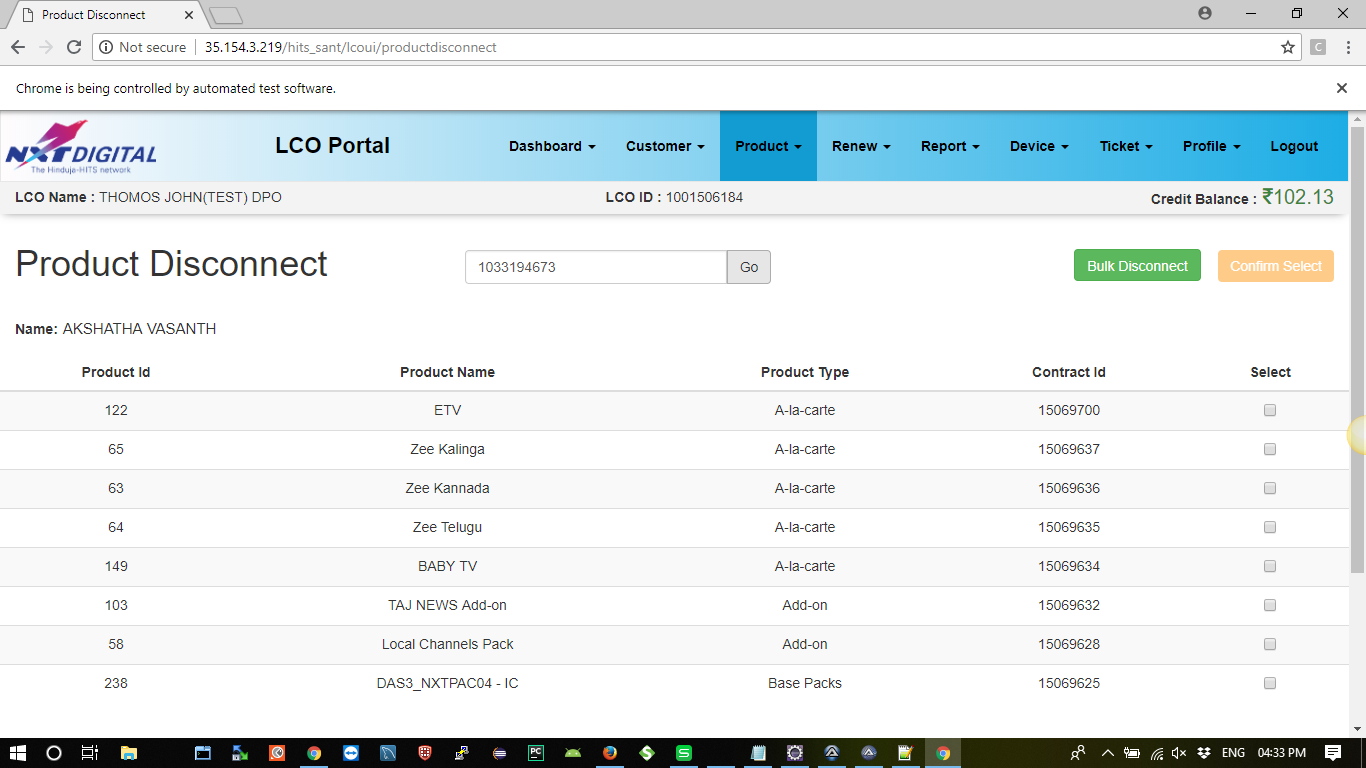 Product Disconnect
Not secure 35.154.3.219/hits_sant/lcoui/productdisconnect
C
Chrome is being controlled by automated test software.
NXTDIGITAL
The Hinduja-HITS network
LCO Portal
Dashboard Customer Product Renew Report Device Ticket Profile Logout
LCO Name : THOMOS JOHN(TEST) DPO LCO ID : 1001506184 Credit Balance : ₹102.13
Product Disconnect 1033194673 Go Bulk Disconnect Confirm Select
Name: AKSHATHA VASANTH
Product Id Product Name Product Type Contract Id Select
122 ETV A-la-carte 15069700
65 Zee Kalinga A-la-carte 15069637
63 Zee Kannada A-la-carte 15069636
64 Zee Telugu A-la-carte 15069635
149 BABY TV A-la-carte 15069634
103 TAJ NEWS Add-on Add-on 15069632
58 Local Channels Pack Add-on 15069628
238 DAS3_NXTPAC04 - IC Base Packs 15069625
PC S ENG 04:33 PM